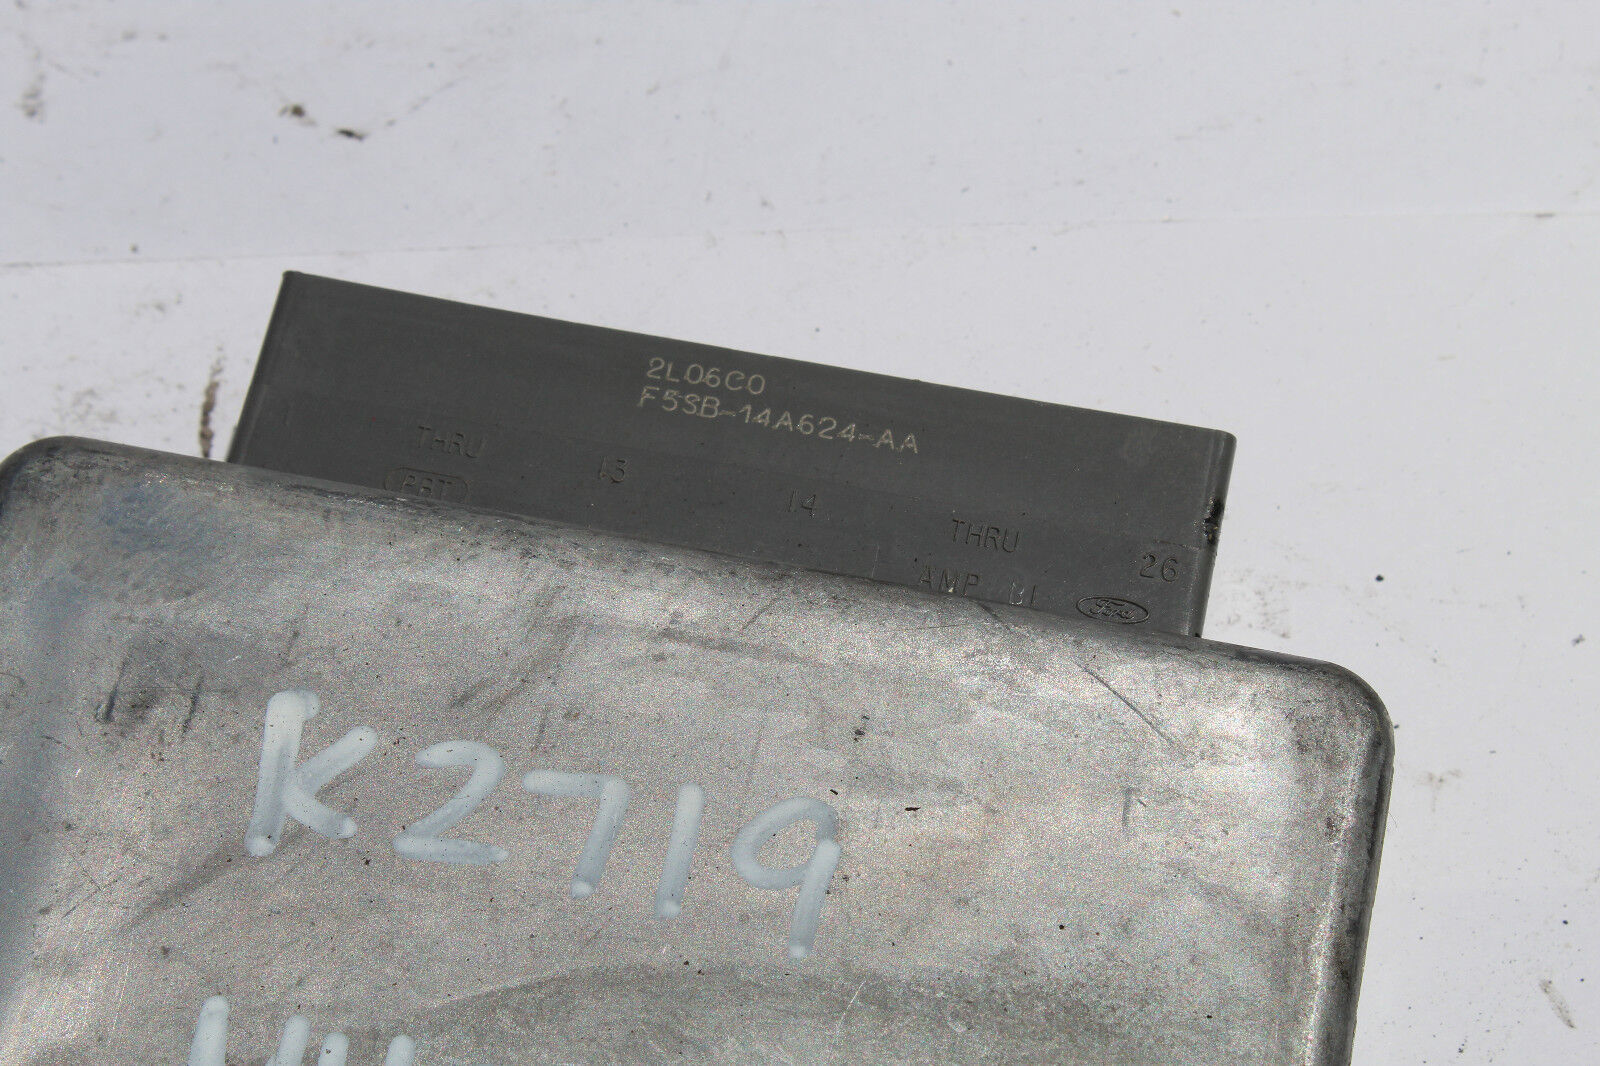 2L06C0
F5SB-14A624-AA
THRU 13 14 THRU 26
PBT AMP Ford
K2719